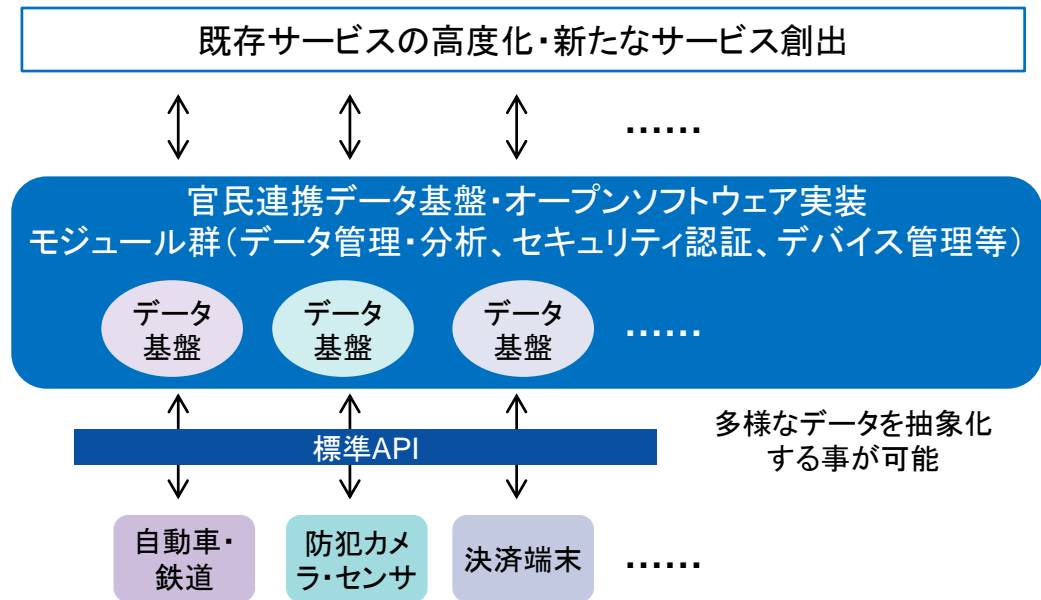 既存サービスの高度化・新たなサービス創出
......
官民連携データ基盤・オープンソフトウェア実装
モジュール群(データ管理・分析、セキュリティ認証、デバイス管理等)
データ
基盤
データ
基盤
データ
基盤
......
標準API
多様なデータを抽象化
する事が可能
自動車・
鉄道
防犯カメ
ラ・センサ
決済端末
......